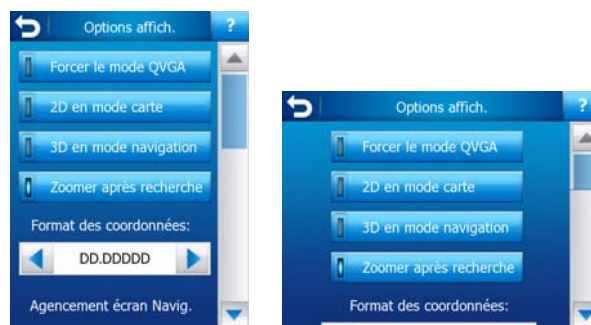 Options affich.
?
Forcer le mode QVGA
2D en mode carte
3D en mode navigation
Zoomer après recherche
Format des coordonnées:
DD.DDDDD
Agencement écran Navig.
Options affich.
?
Forcer le mode QVGA
2D en mode carte
3D en mode navigation
Zoomer après recherche
Format des coordonnées: